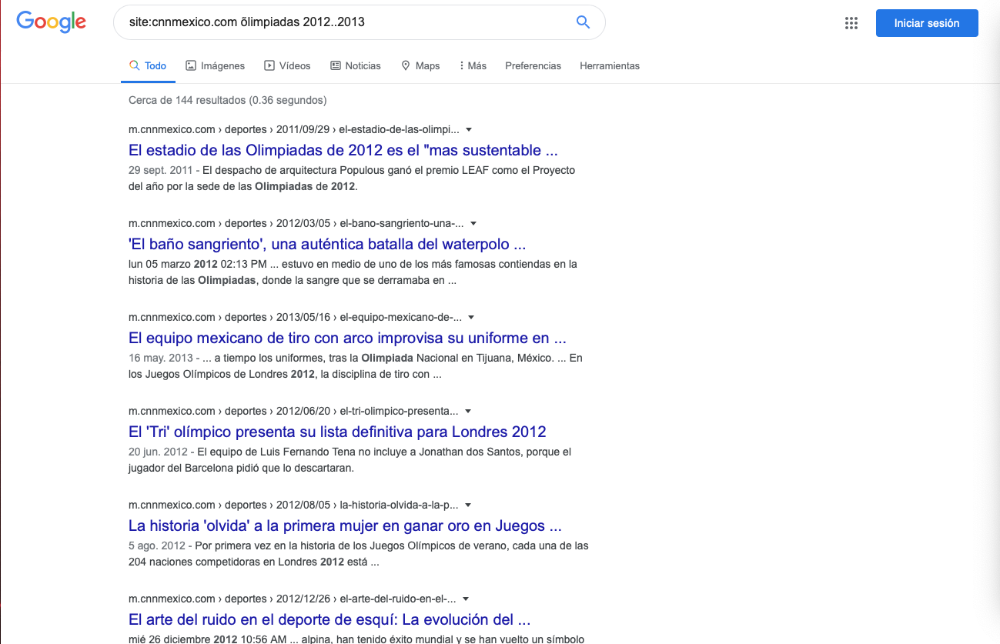 Google
site:cnnmexico.com õlimpiadas 2012..2013
Iniciar sesión
Todo Imágenes Vídeos Noticias Maps Más Preferencias Herramientas
Cerca de 144 resultados (0.36 segundos)
m.cnnmexico.com › deportes › 2011/09/29 › el-estadio-de-las-olimpi...
El estadio de las Olimpiadas de 2012 es el "mas sustentable ...
29 sept. 2011 - El despacho de arquitectura Populous ganó el premio LEAF como el Proyecto
del año por la sede de las Olimpiadas de 2012.
m.cnnmexico.com › deportes › 2012/03/05 › el-bano-sangriento-una-...
'El baño sangriento', una auténtica batalla del waterpolo ...
lun 05 marzo 2012 02:13 PM ... estuvo en medio de uno de los más famosas contiendas en la
historia de las Olimpiadas, donde la sangre que se derramaba en ...
m.cnnmexico.com › deportes › 2013/05/16 › el-equipo-mexicano-de-...
El equipo mexicano de tiro con arco improvisa su uniforme en ...
16 may. 2013 - ... a tiempo los uniformes, tras la Olimpiada Nacional en Tijuana, México. ... En
los Juegos Olímpicos de Londres 2012, la disciplina de tiro con ...
m.cnnmexico.com › deportes › 2012/06/20 › el-tri-olimpico-presenta...
El 'Tri' olímpico presenta su lista definitiva para Londres 2012
20 jun. 2012 - El equipo de Luis Fernando Tena no incluye a Jonathan dos Santos, porque el
jugador del Barcelona pidió que lo descartaran.
m.cnnmexico.com › deportes › 2012/08/05 › la-historia-olvida-a-la-p...
La historia 'olvida' a la primera mujer en ganar oro en Juegos ...
5 ago. 2012 - Por primera vez en la historia de los Juegos Olímpicos de verano, cada una de las
204 naciones competidoras en Londres 2012 está ...
m.cnnmexico.com › deportes › 2012/12/26 › el-arte-del-ruido-en-el-...
El arte del ruido en el deporte de esquí: La evolución del ...
mié 26 diciembre 2012 10:56 AM ... alpina, han tenido éxito mundial y se han vuelto un símbolo